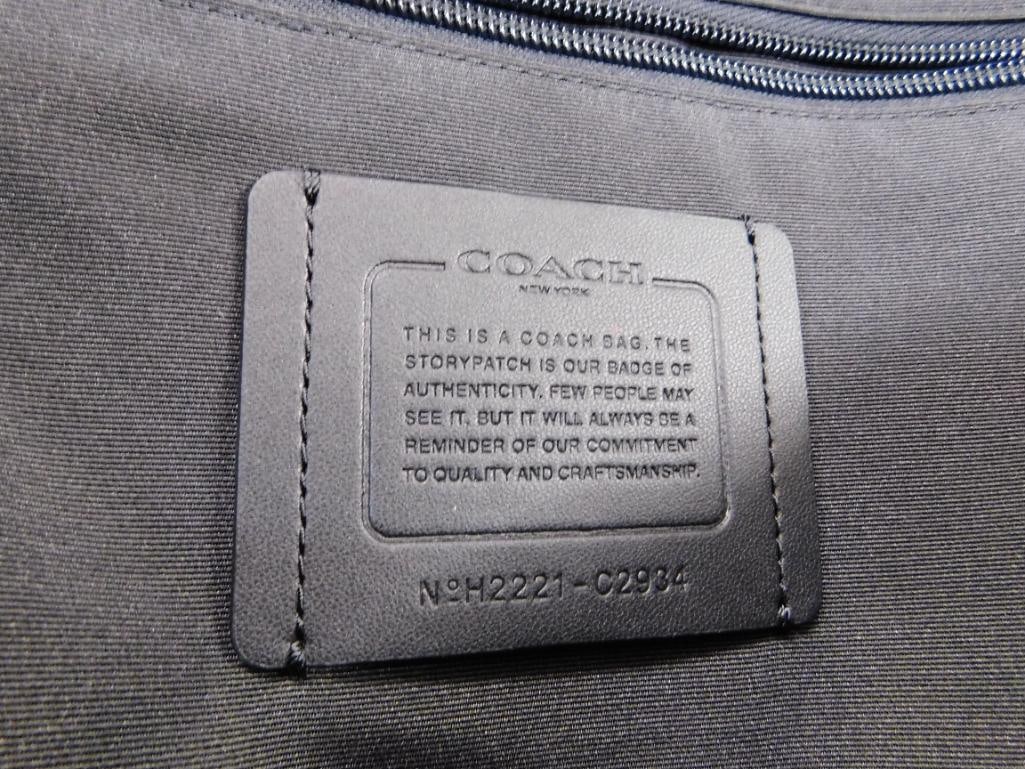 COACH
NEW YORK
THIS IS A COACH BAG. THE
STORYPATCH IS OUR BADGE OF
AUTHENTICITY. FEW PEOPLE MAY
SEE IT, BUT IT WILL ALWAYS BE A
REMINDER OF OUR COMMITMENT
TO QUALITY AND CRAFTSMANSHIP.
NºH2221-C2934